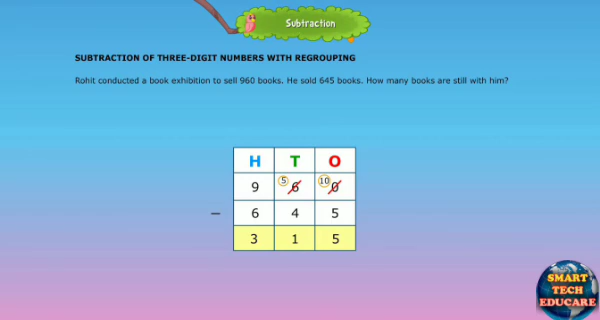 Subtraction
SUBTRACTION OF THREE-DIGIT NUMBERS WITH REGROUPING
Rohit conducted a book exhibition to sell 960 books. He sold 645 books. How many books are still with him?
H T O
9 5 6 10 0
− 6 4 5
3 1 5
SMART
TECH
EDUCARE